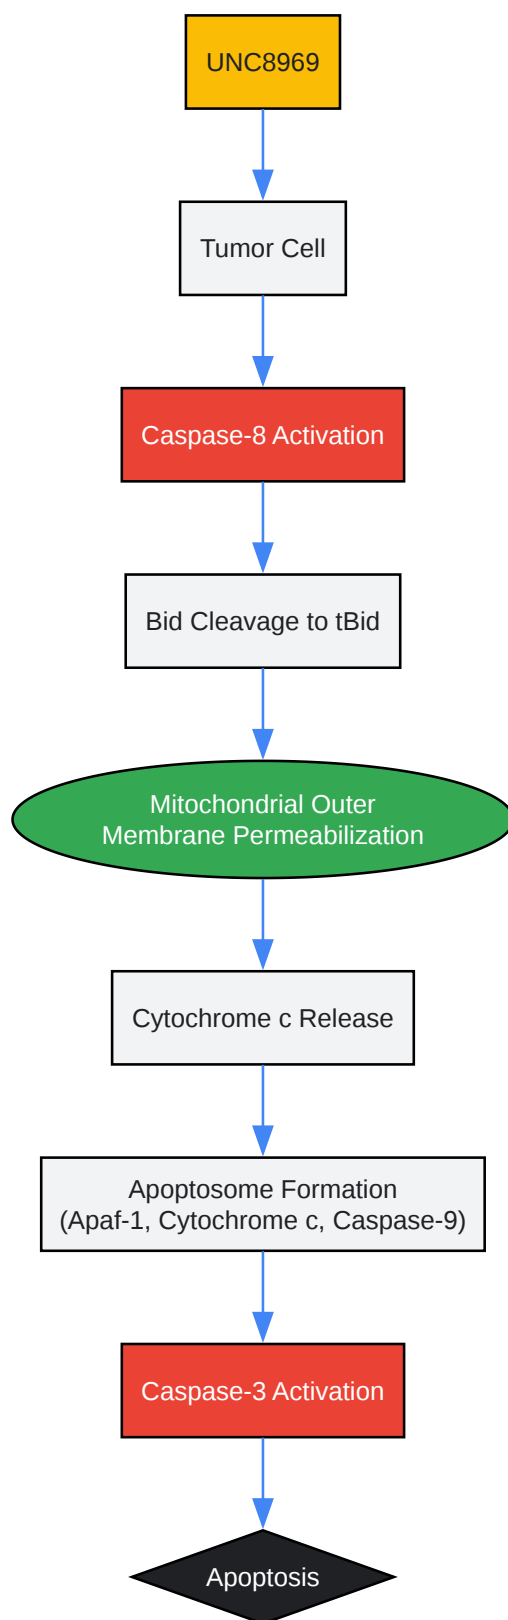 UNC8969
Tumor Cell
Caspase-8 Activation
Bid Cleavage to tBid
Mitochondrial Outer
Membrane Permeabilization
Cytochrome c Release
Apoptosome Formation
(Apaf-1, Cytochrome c, Caspase-9)
Caspase-3 Activation
Apoptosis